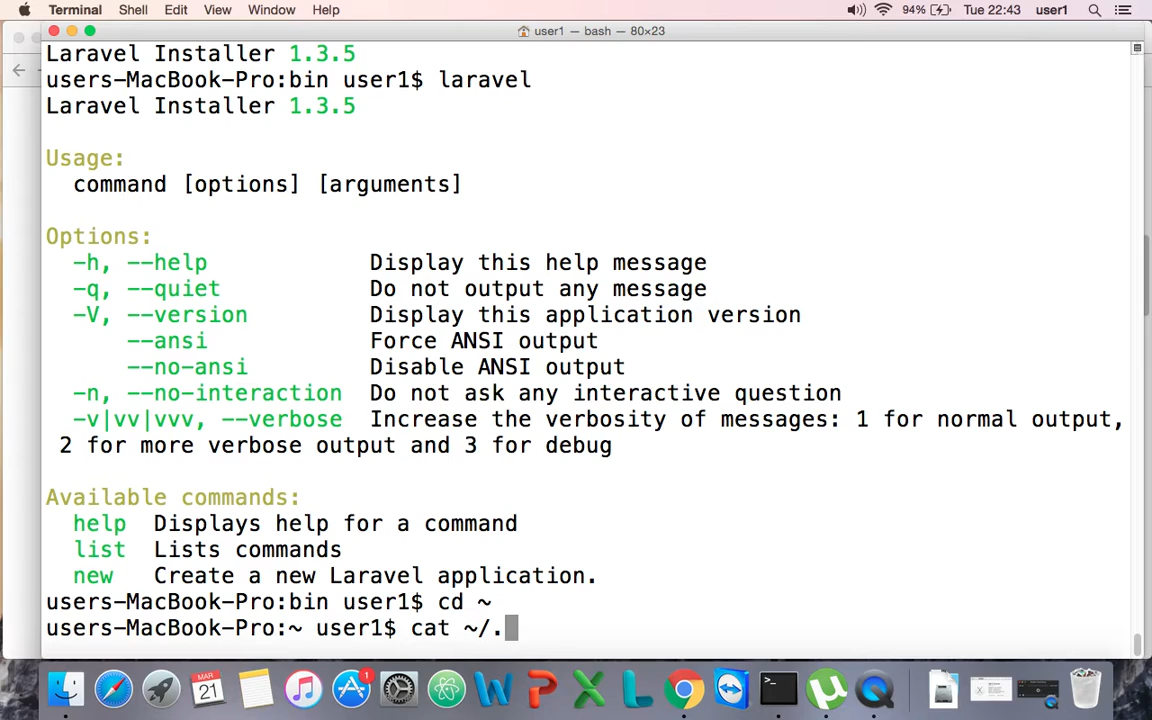 Terminal Shell Edit View Window Help 94% Tue 22:43 user1
user1 — bash — 80×23
Laravel Installer 1.3.5
users-MacBook-Pro:bin user1$ laravel
Laravel Installer 1.3.5
Usage:
command [options] [arguments]
Options:
-h, --help Display this help message
-q, --quiet Do not output any message
-V, --version Display this application version
--ansi Force ANSI output
--no-ansi Disable ANSI output
-n, --no-interaction Do not ask any interactive question
-v|vv|vvv, --verbose Increase the verbosity of messages: 1 for normal output,
2 for more verbose output and 3 for debug
Available commands:
help Displays help for a command
list Lists commands
new Create a new Laravel application.
users-MacBook-Pro:bin user1$ cd ~
users-MacBook-Pro:~ user1$ cat ~/.
MAR
21
1